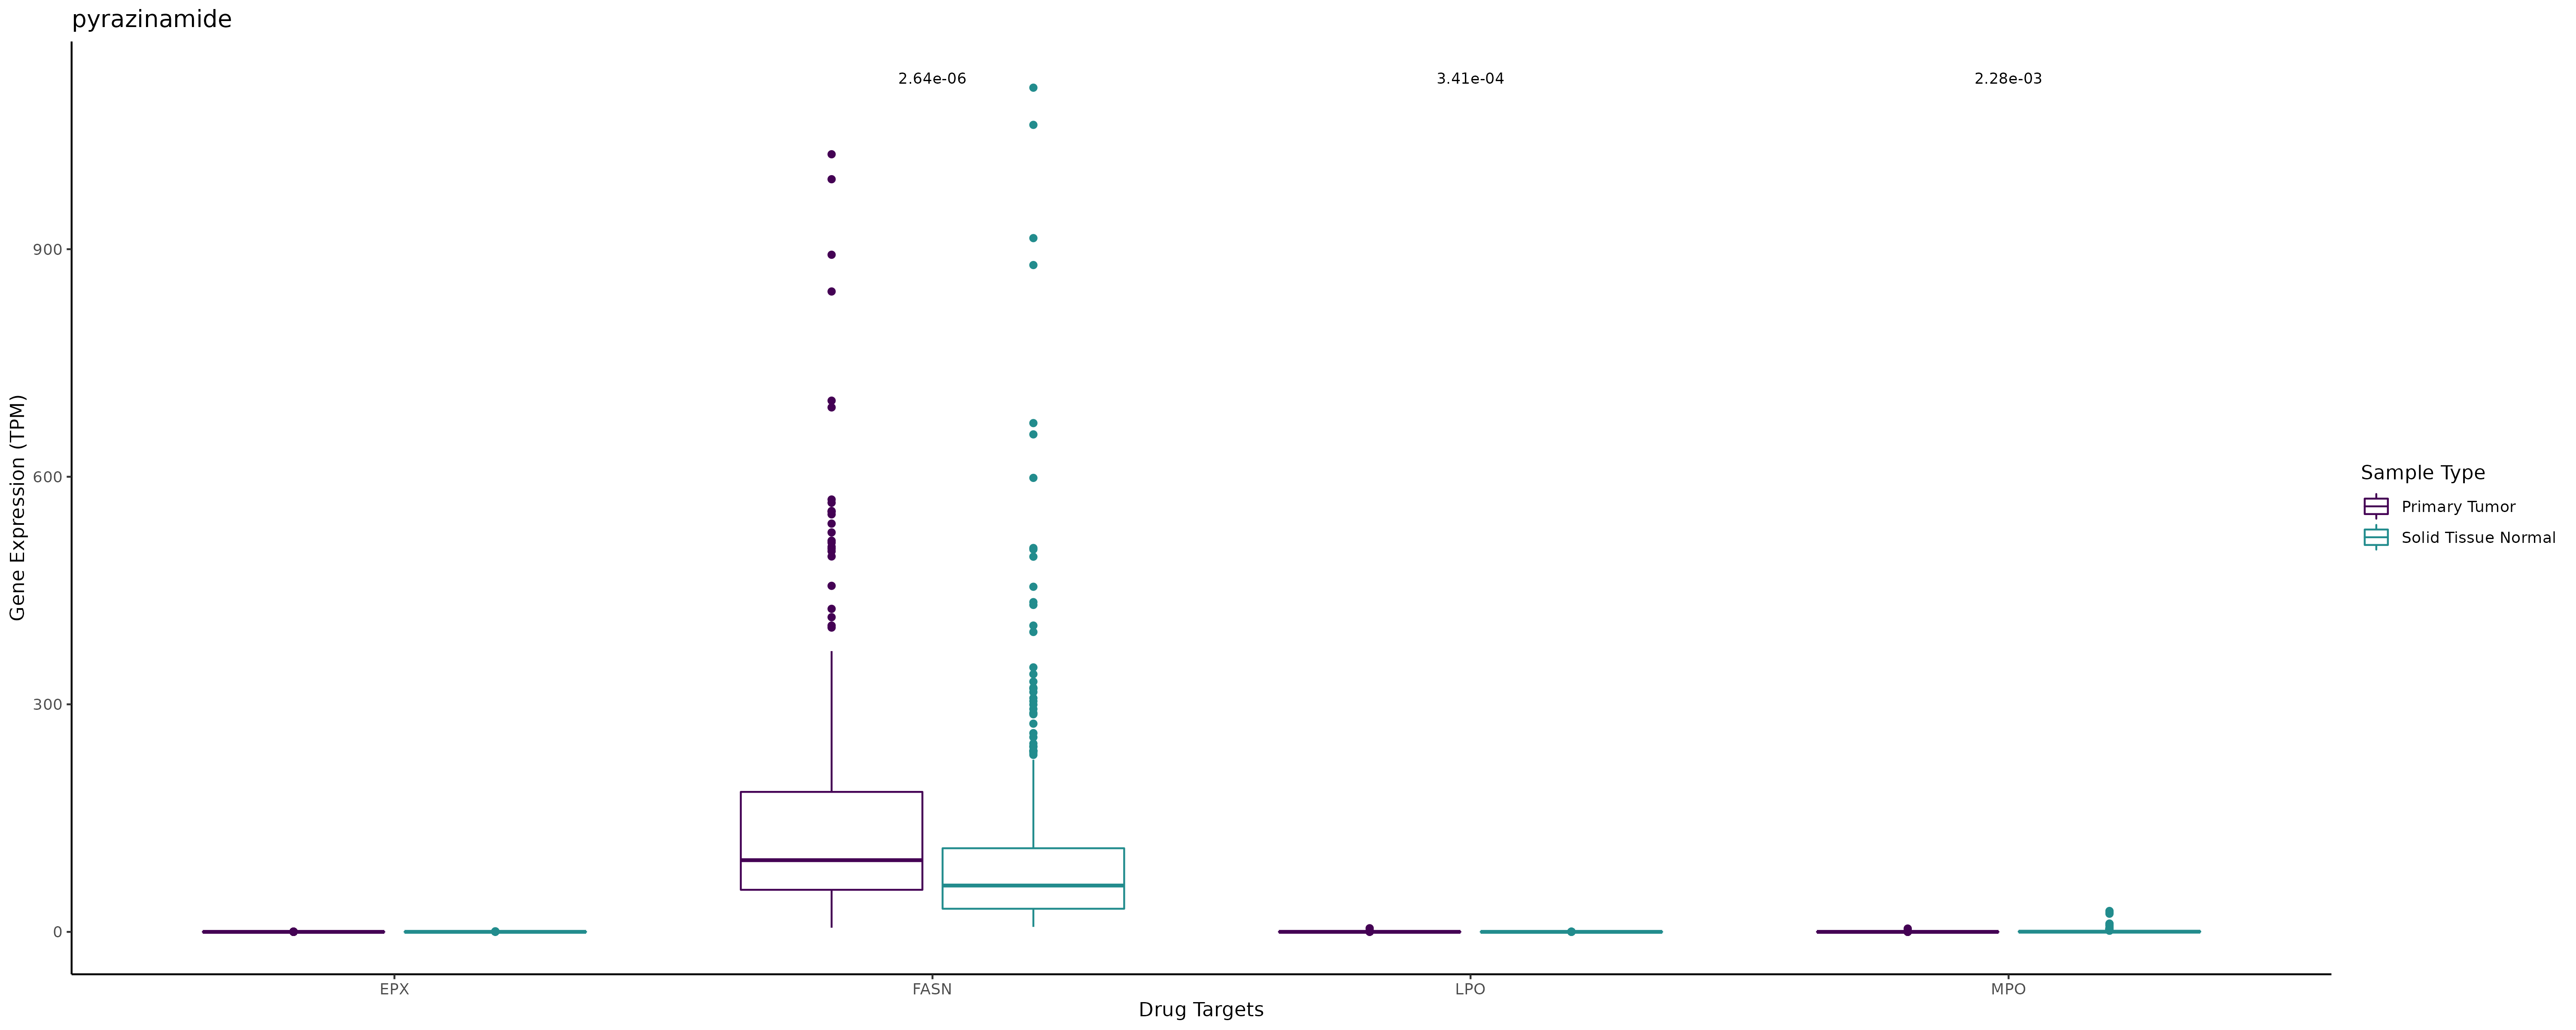 pyrazinamide
2.64e-06
3.41e-04
2.28e-03
900
600
300
0
Gene Expression (TPM)
EPX
FASN
LPO
MPO
Drug Targets
Sample Type
Primary Tumor
Solid Tissue Normal